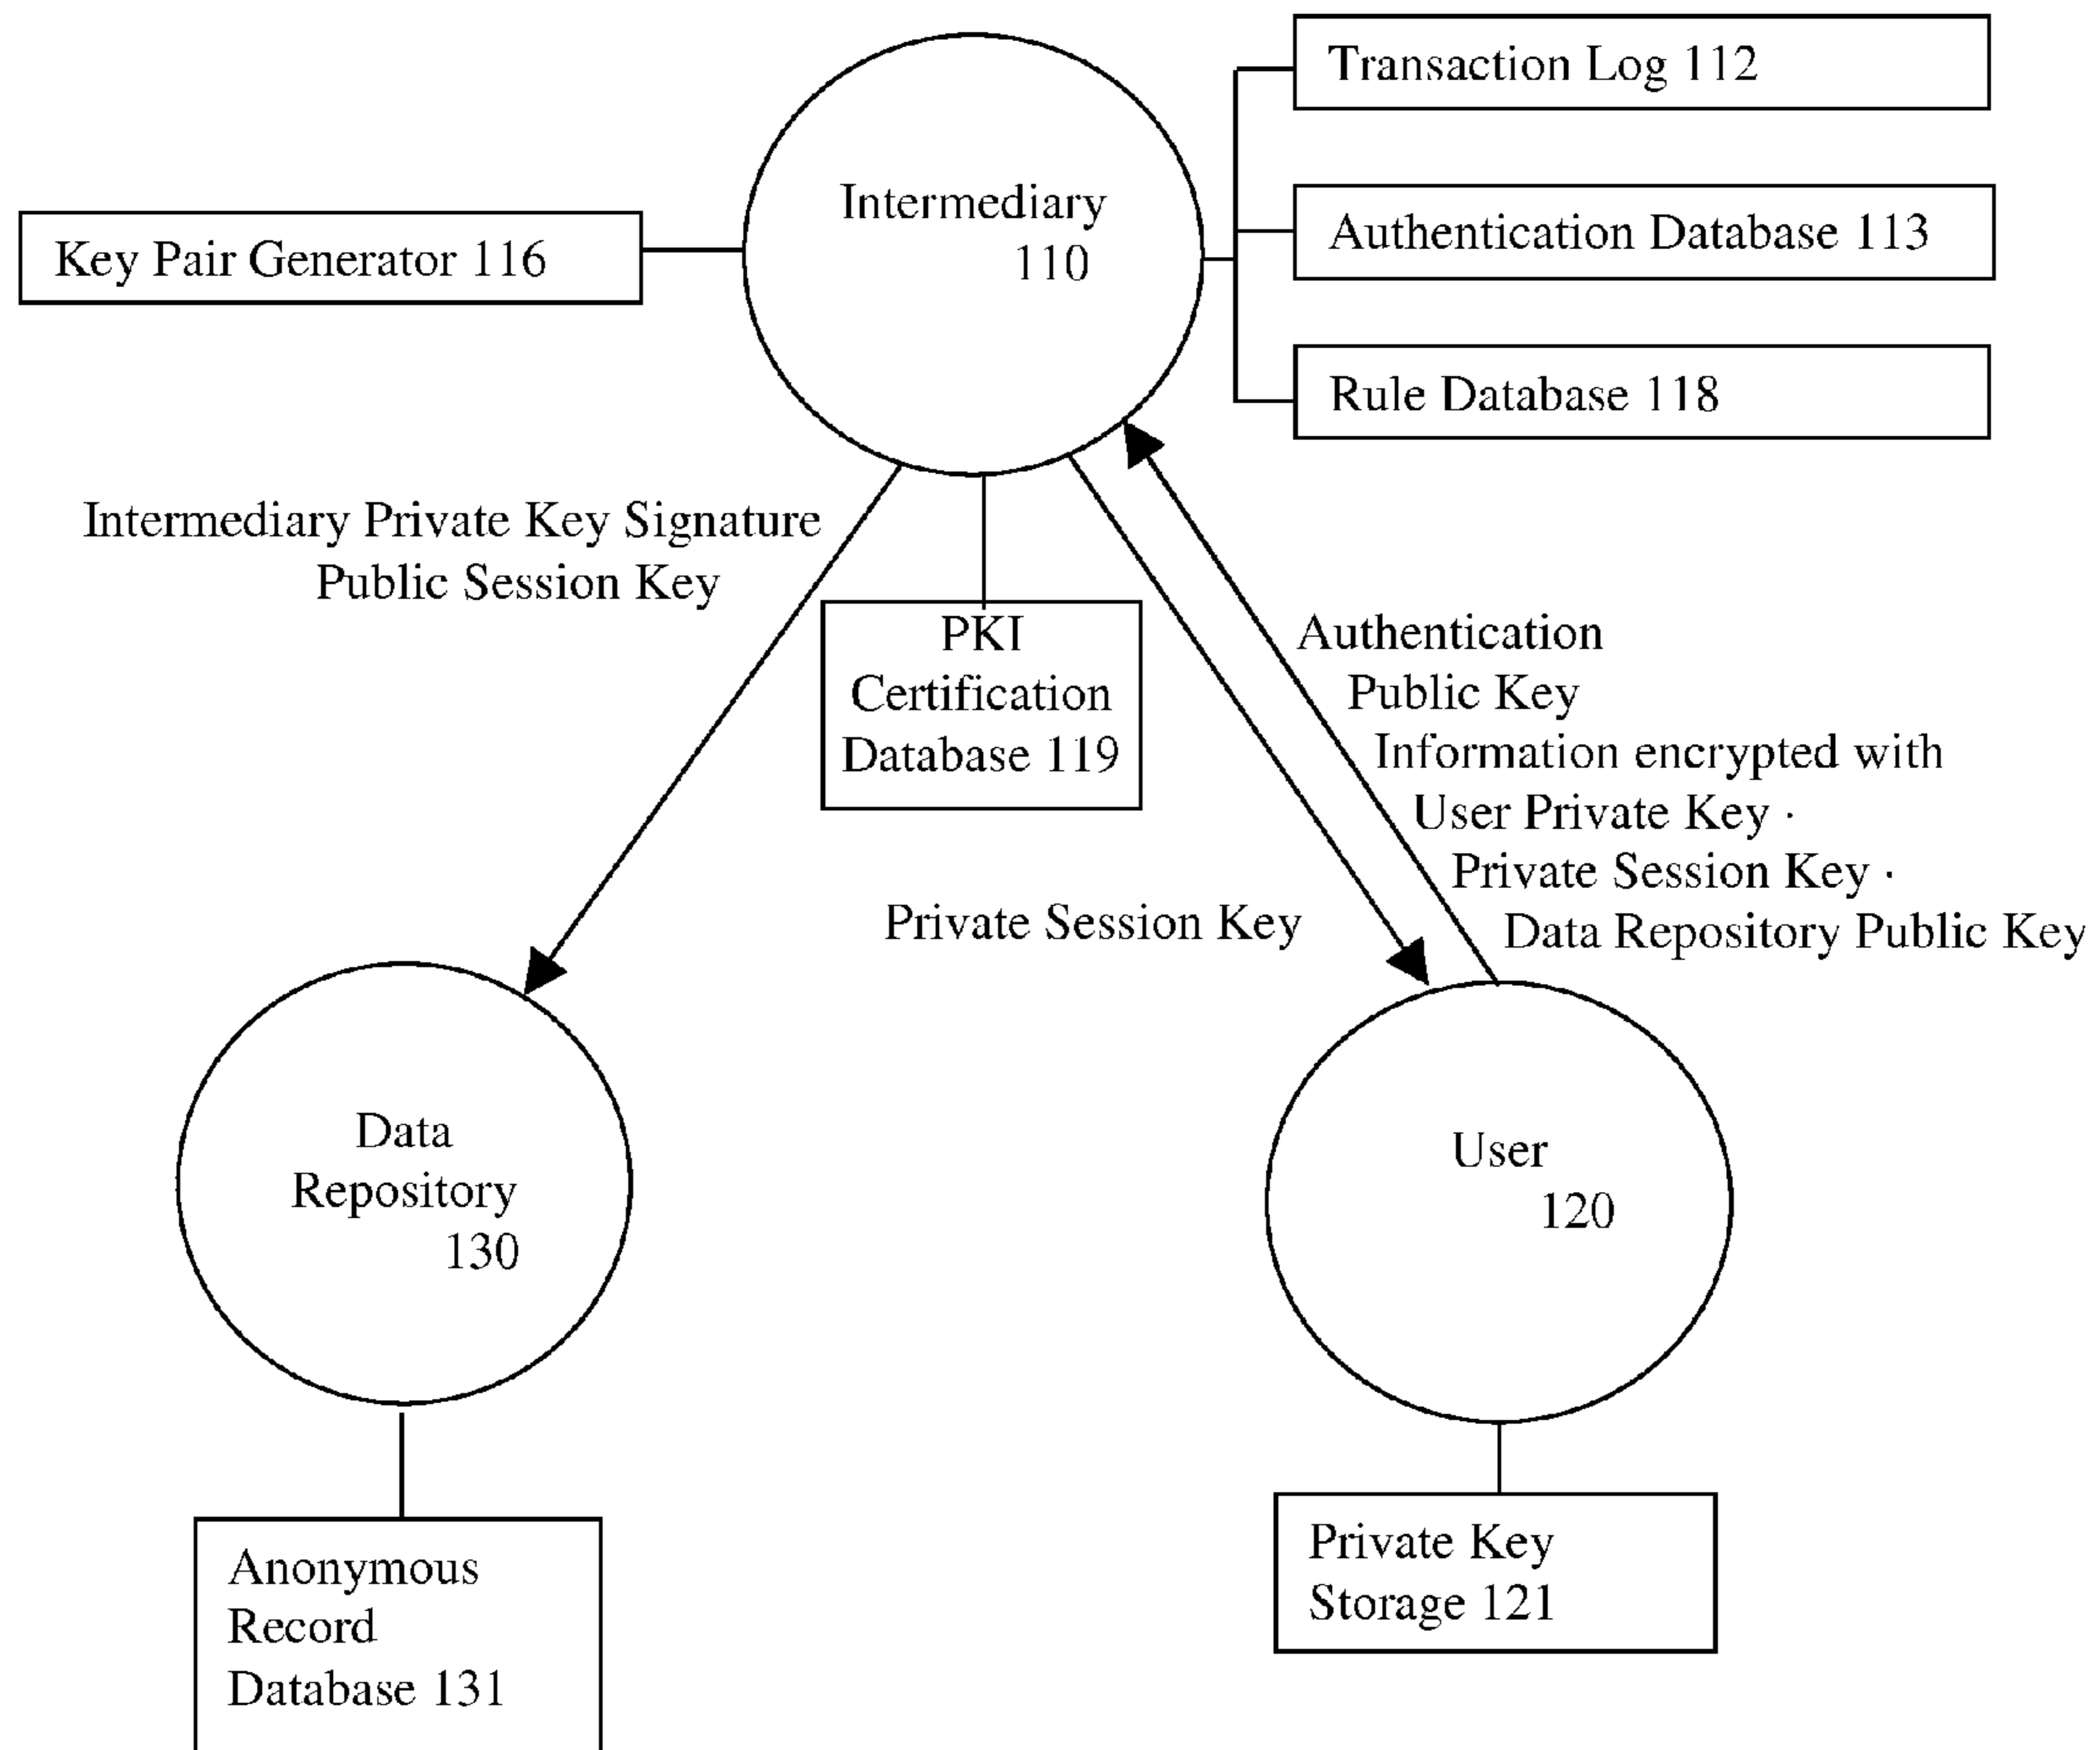 Transaction Log 112
Intermediary
110
Authentication Database 113
Key Pair Generator 116
Rule Database 118
Intermediary Private Key Signature
Public Session Key
PKI
Certification
Database 119
Authentication
Public Key
Information encrypted with
User Private Key ·
Private Session Key ·
Data Repository Public Key
Private Session Key
Data
Repository
130
User
120
Anonymous
Record
Database 131
Private Key
Storage 121